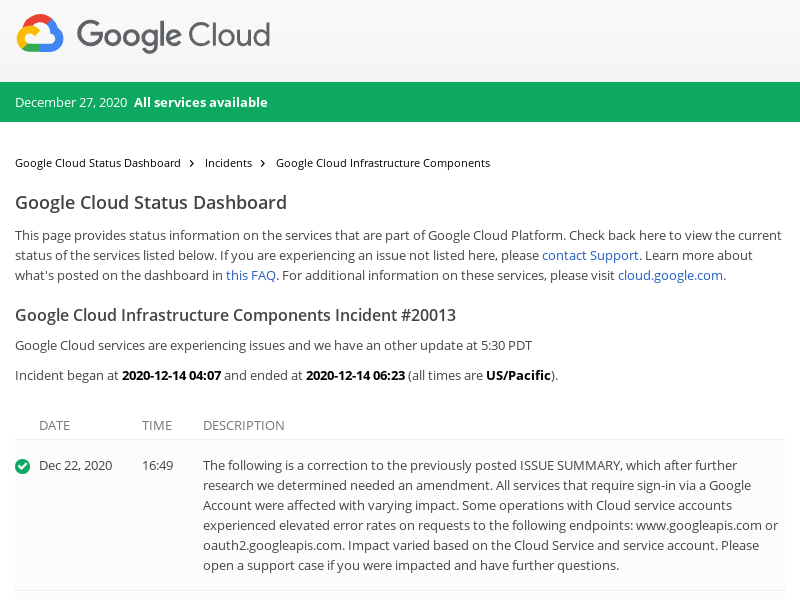 Google Cloud
December 27, 2020 All services available
Google Cloud Status Dashboard › Incidents › Google Cloud Infrastructure Components
Google Cloud Status Dashboard
This page provides status information on the services that are part of Google Cloud Platform. Check back here to view the current
status of the services listed below. If you are experiencing an issue not listed here, please contact Support. Learn more about
what's posted on the dashboard in this FAQ. For additional information on these services, please visit cloud.google.com.
Google Cloud Infrastructure Components Incident #20013
Google Cloud services are experiencing issues and we have an other update at 5:30 PDT
Incident began at 2020-12-14 04:07 and ended at 2020-12-14 06:23 (all times are US/Pacific).
DATE TIME DESCRIPTION
Dec 22, 2020 16:49 The following is a correction to the previously posted ISSUE SUMMARY, which after further
research we determined needed an amendment. All services that require sign-in via a Google
Account were affected with varying impact. Some operations with Cloud service accounts
experienced elevated error rates on requests to the following endpoints: www.googleapis.com or
oauth2.googleapis.com. Impact varied based on the Cloud Service and service account. Please
open a support case if you were impacted and have further questions.